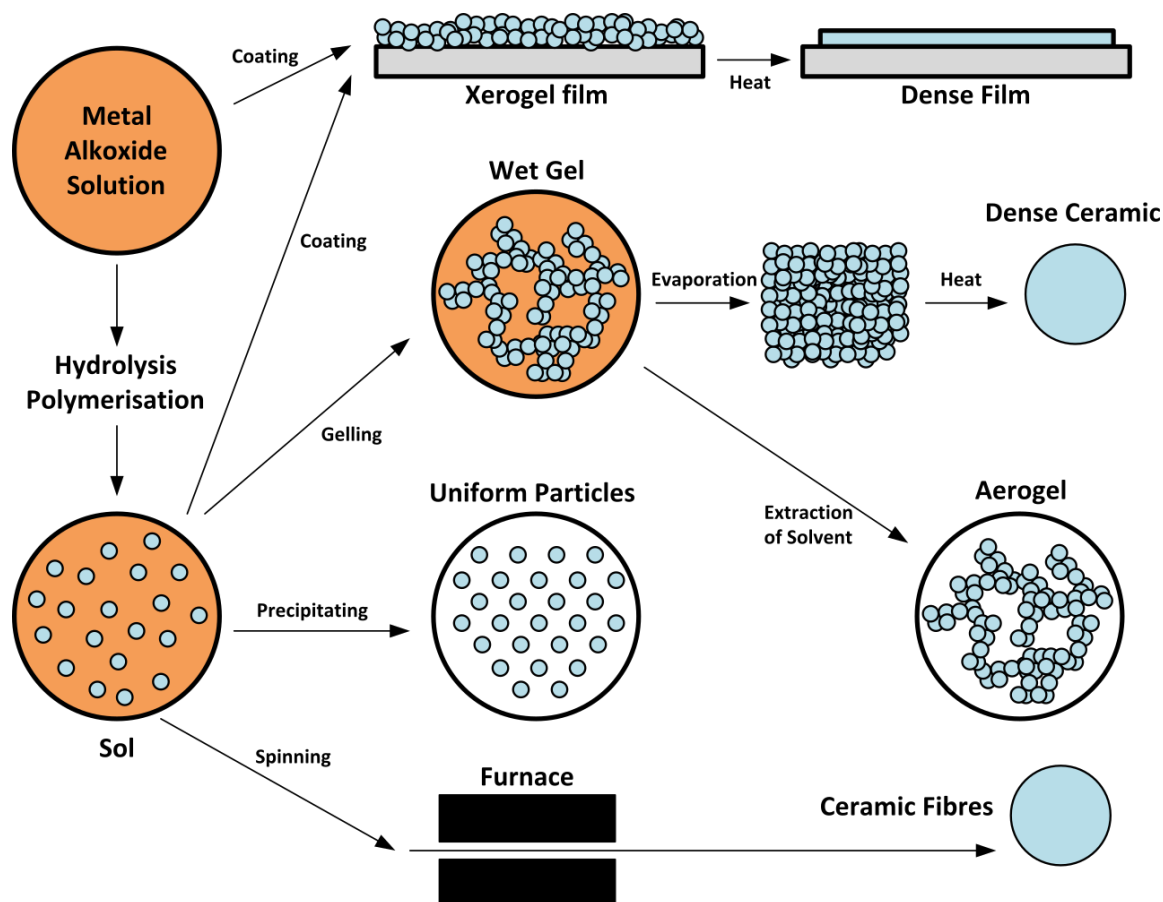 Coating
Metal
Alkoxide
Solution
Xerogel film
Heat
Dense Film
Wet Gel
Dense Ceramic
Coating
Evaporation
Heat
Hydrolysis
Polymerisation
Gelling
Uniform Particles
Aerogel
Extraction
of Solvent
Precipitating
Sol
Spinning
Furnace
Ceramic Fibres